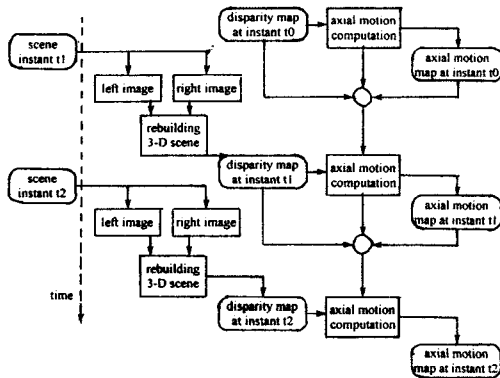 scene
instant t1
disparity map
at instant t0
axial motion
computation
axial motion
map at instant t0
left image
right image
rebuilding
3-D scene
disparity map
at instant t1
axial motion
computation
scene
instant t2
axial motion
map at instant t1
left image
right image
rebuilding
3-D scene
time
disparity map
at instant t2
axial motion
computation
axial motion
map at instant t2